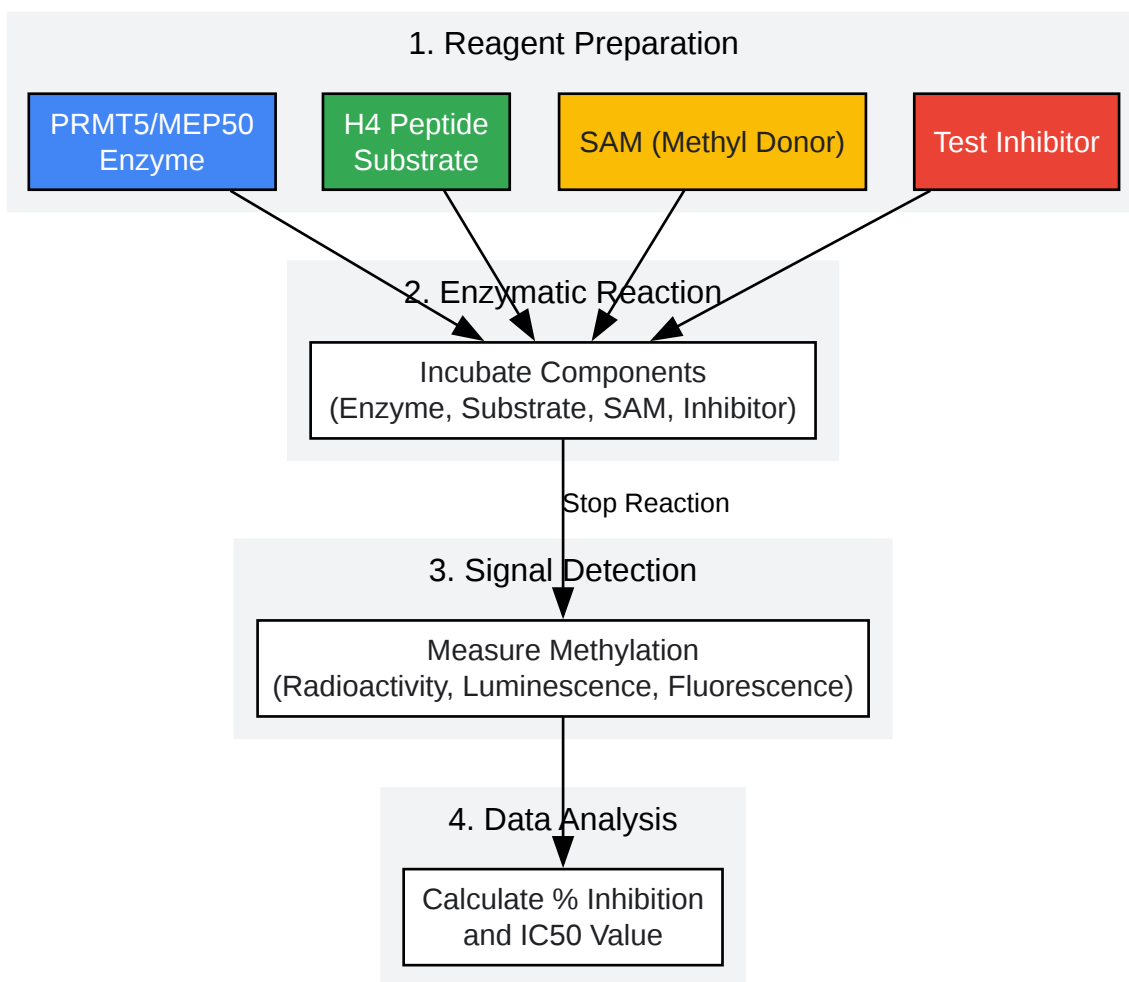 1. Reagent Preparation
PRMT5/MEP50
Enzyme
H4 Peptide
Substrate
SAM (Methyl Donor)
Test Inhibitor
2. Enzymatic Reaction
Incubate Components
(Enzyme, Substrate, SAM, Inhibitor)
Stop Reaction
3. Signal Detection
Measure Methylation
(Radioactivity, Luminescence, Fluorescence)
4. Data Analysis
Calculate % Inhibition
and IC50 Value